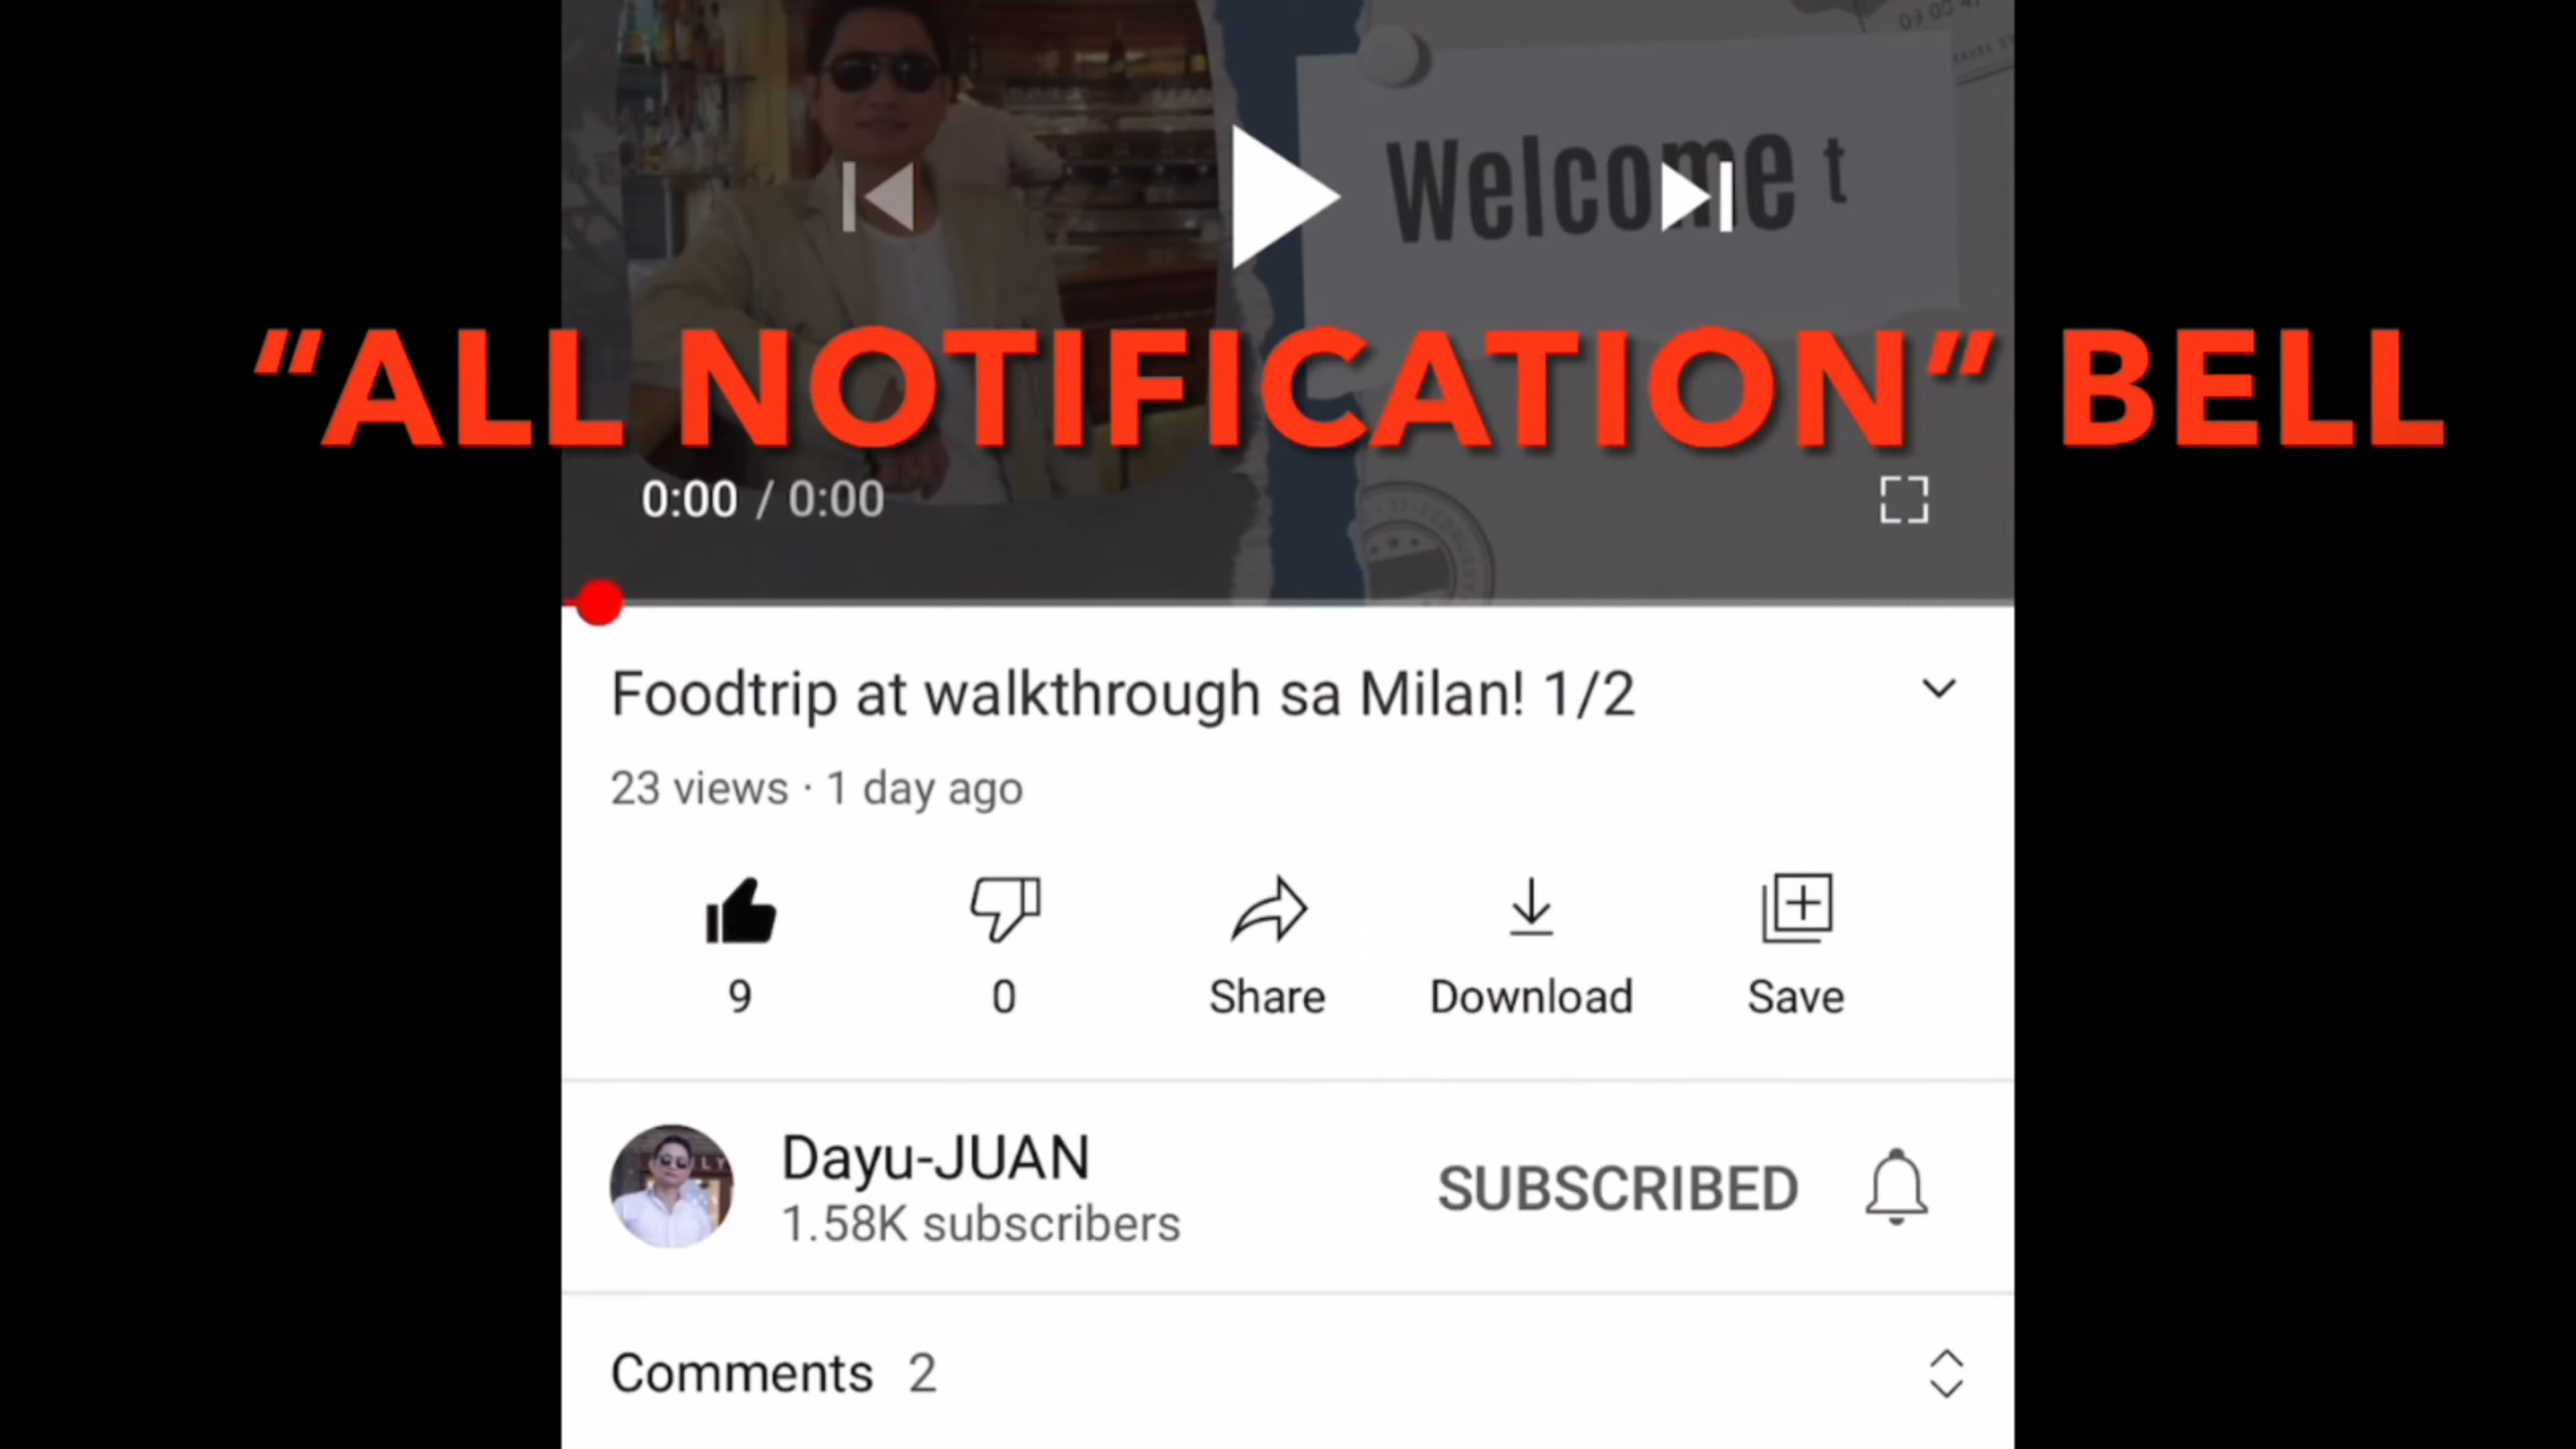 Welcome t
“ALL NOTIFICATION” BELL
0:00 / 0:00
Foodtrip at walkthrough sa Milan! 1/2
23 views · 1 day ago
9
0
Share
Download
Save
Dayu-JUAN
1.58K subscribers
SUBSCRIBED
Comments 2